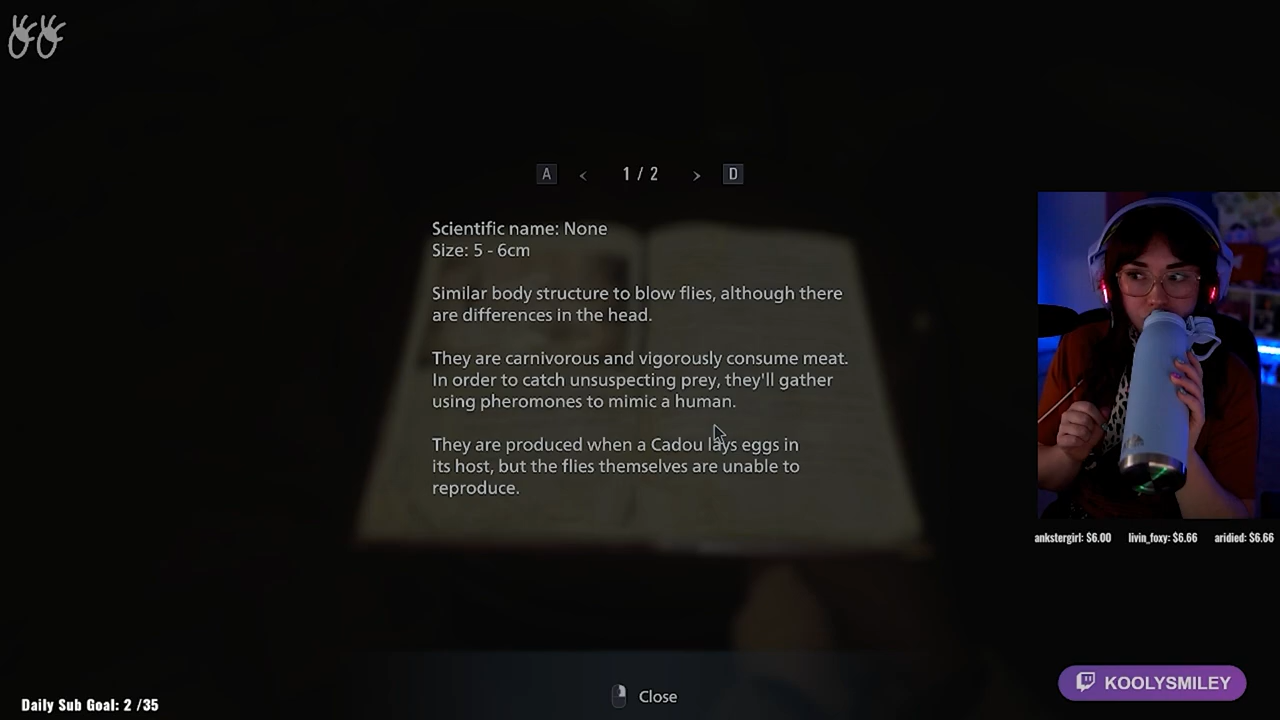 A < 1 / 2 > D
Scientific name: None
Size: 5 - 6cm
Similar body structure to blow flies, although there
are differences in the head.
They are carnivorous and vigorously consume meat.
In order to catch unsuspecting prey, they'll gather
using pheromones to mimic a human.
They are produced when a Cadou lays eggs in
its host, but the flies themselves are unable to
reproduce.
ankstergirl: $6.00 livin_foxy: $6.66 aridied: $6.66
Close
KOOLYSMILEY
Daily Sub Goal: 2 /35